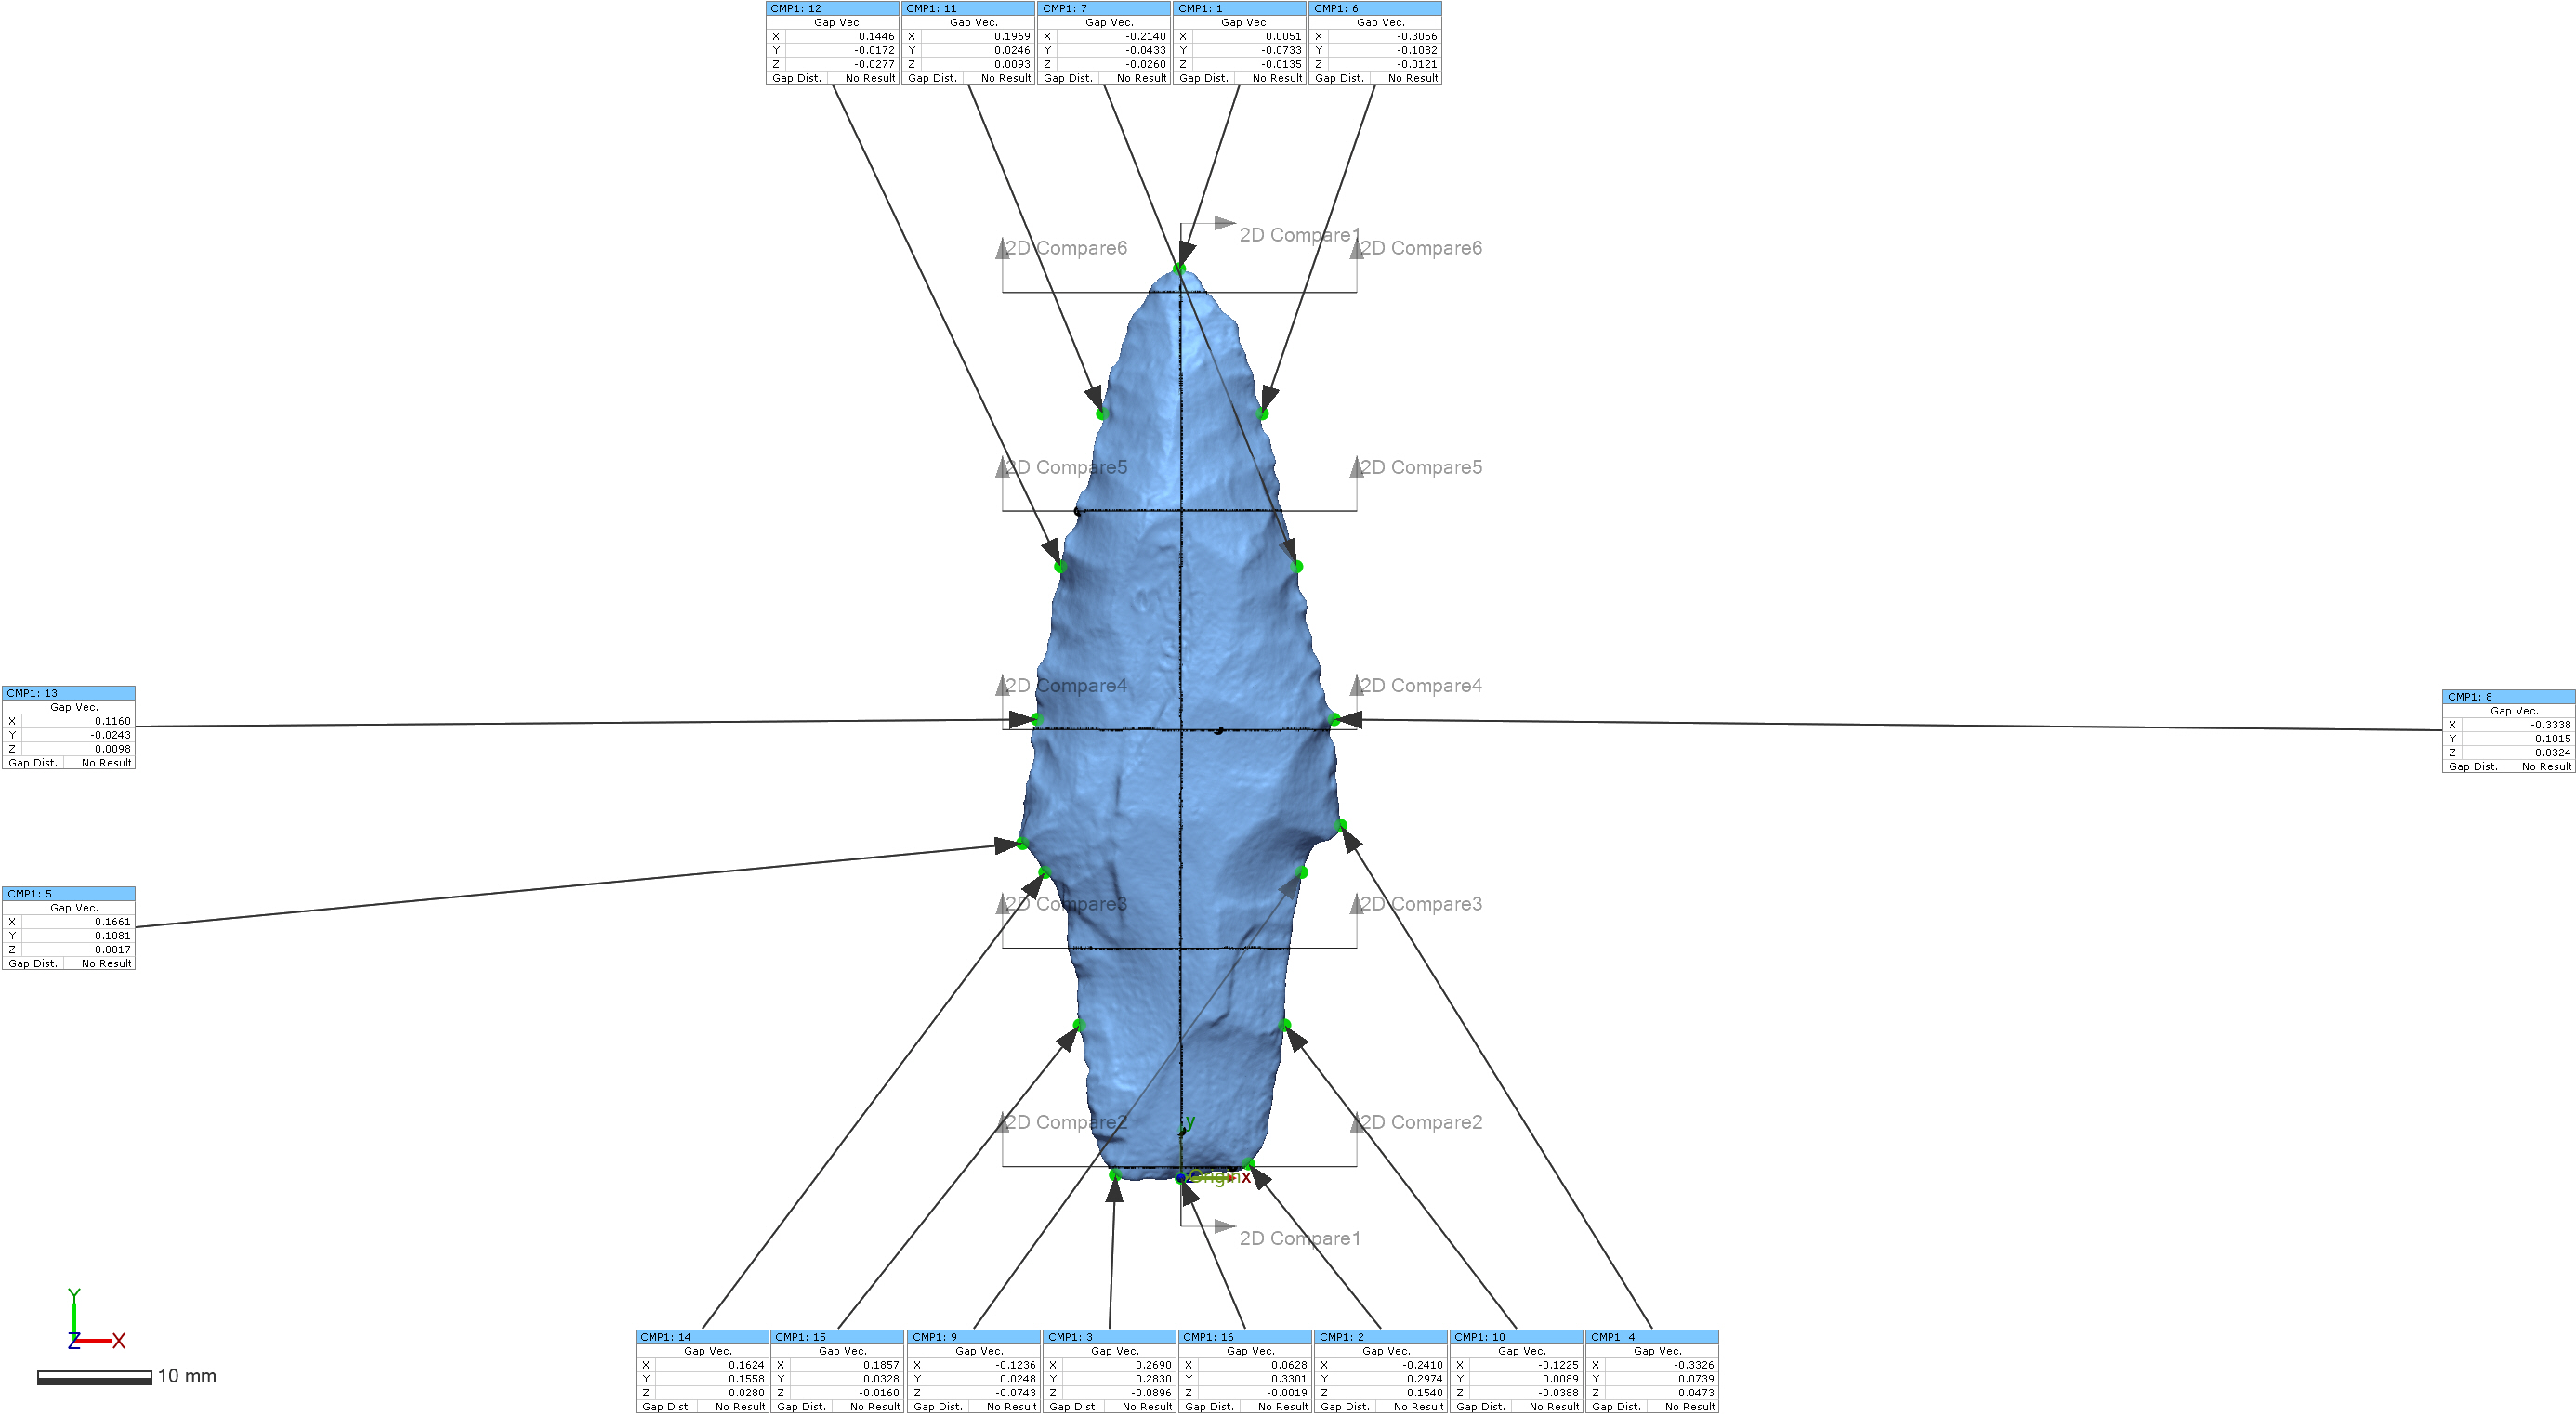 CMP1: 12
Gap Vec.
X 0.1446
Y -0.0172
Z -0.0277
Gap Dist. No Result
CMP1: 11
Gap Vec.
X 0.1969
Y 0.0246
Z 0.0093
Gap Dist. No Result
CMP1: 7
Gap Vec.
X -0.2140
Y -0.0433
Z -0.0260
Gap Dist. No Result
CMP1: 1
Gap Vec.
X 0.0051
Y -0.0733
Z -0.0135
Gap Dist. No Result
CMP1: 6
Gap Vec.
X -0.3056
Y -0.1082
Z -0.0121
Gap Dist. No Result
2D Compare1
2D Compare6
2D Compare6
2D Compare5
2D Compare5
2D Compare4
2D Compare4
CMP1: 13
Gap Vec.
X 0.1160
Y -0.0243
Z 0.0098
Gap Dist. No Result
CMP1: 8
Gap Vec.
X -0.3338
Y 0.1015
Z 0.0324
Gap Dist. No Result
CMP1: 5
Gap Vec.
X 0.1661
Y 0.1081
Z -0.0017
Gap Dist. No Result
2D Compare3
2D Compare3
2D Compare2
2D Compare2
y
Origin x
2D Compare1
Y
Z X
10 mm
CMP1: 14
Gap Vec.
X 0.1624
Y 0.1558
Z 0.0280
Gap Dist. No Result
CMP1: 15
Gap Vec.
X 0.1857
Y 0.0328
Z -0.0160
Gap Dist. No Result
CMP1: 9
Gap Vec.
X -0.1236
Y 0.0248
Z -0.0743
Gap Dist. No Result
CMP1: 3
Gap Vec.
X 0.2690
Y 0.2830
Z -0.0896
Gap Dist. No Result
CMP1: 16
Gap Vec.
X 0.0628
Y 0.3301
Z -0.0019
Gap Dist. No Result
CMP1: 2
Gap Vec.
X -0.2410
Y 0.2974
Z 0.1540
Gap Dist. No Result
CMP1: 10
Gap Vec.
X -0.1225
Y 0.0089
Z -0.0388
Gap Dist. No Result
CMP1: 4
Gap Vec.
X -0.3326
Y 0.0739
Z 0.0473
Gap Dist. No Result